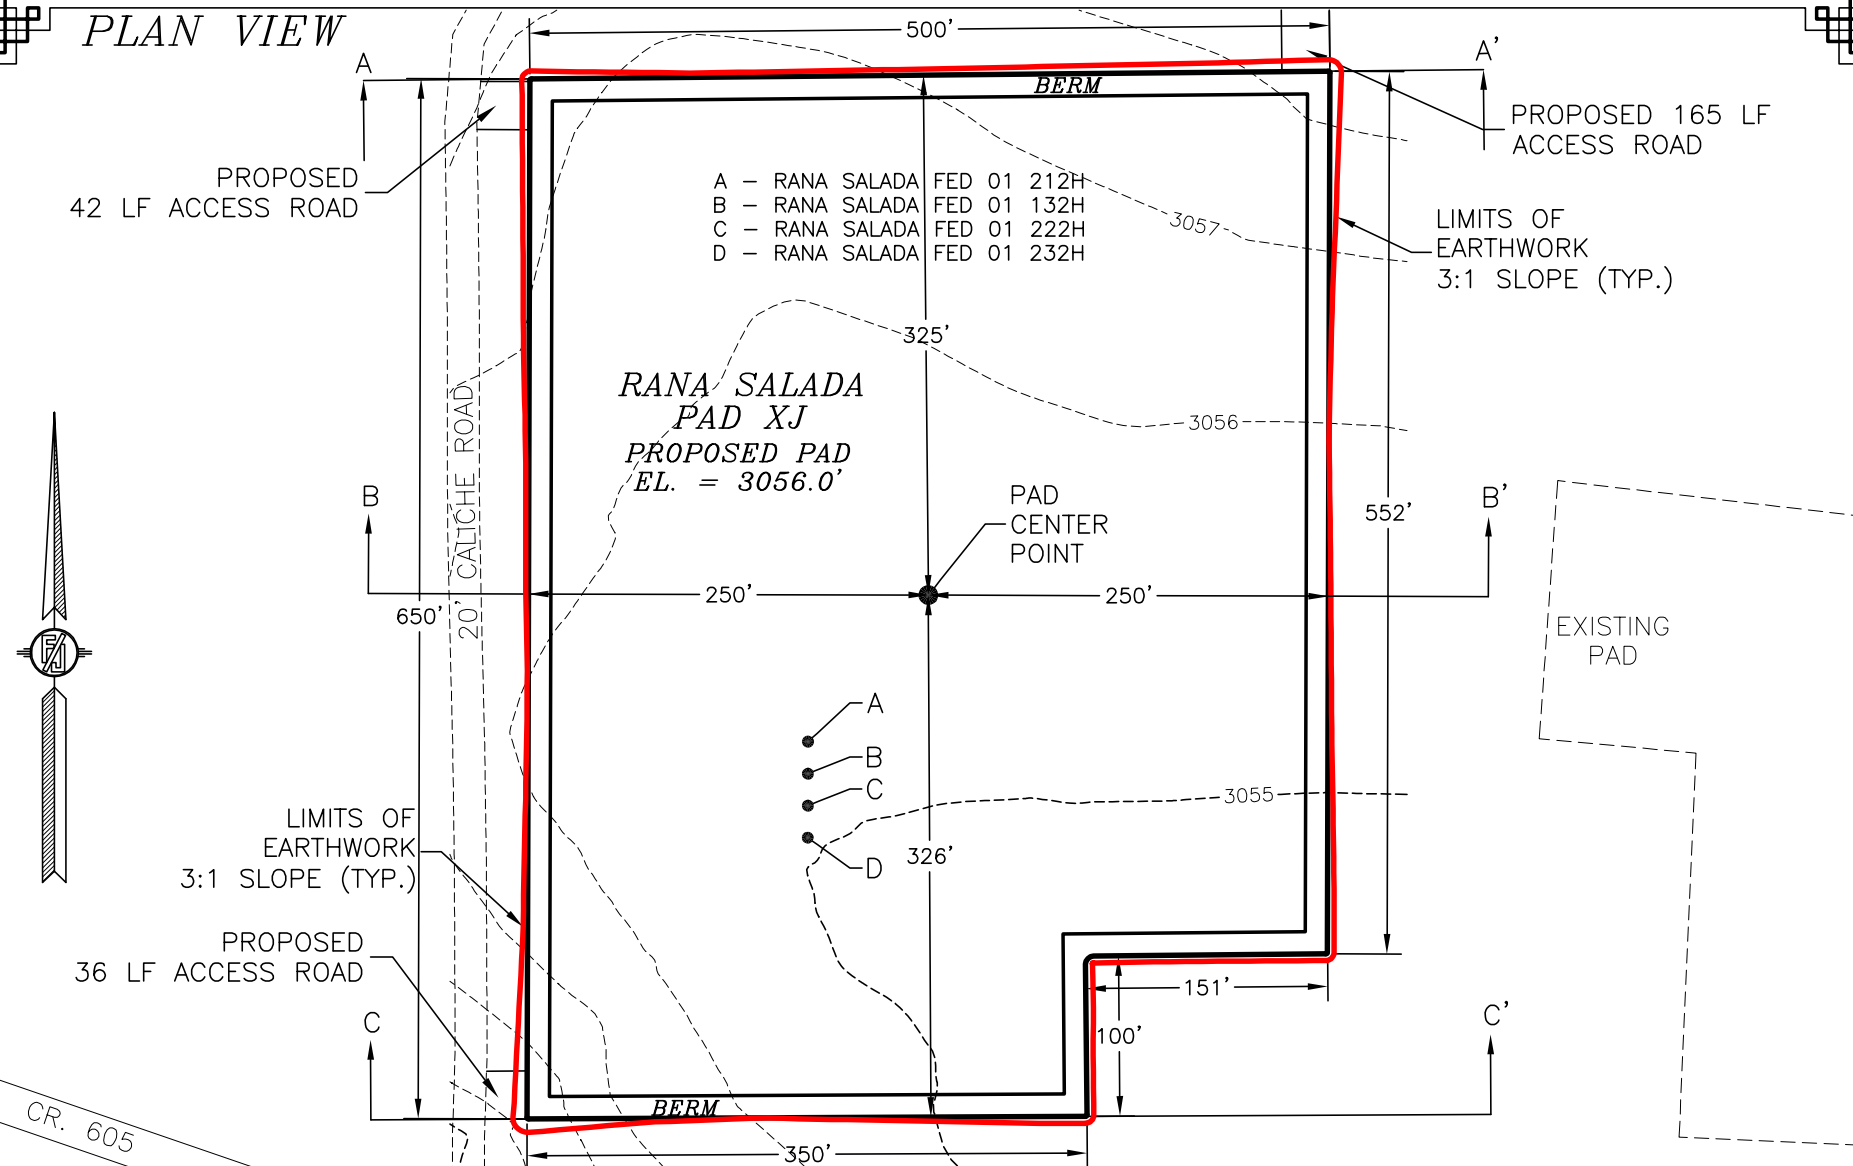 PLAN VIEW
500'
A
A'
BERM
PROPOSED 165 LF
ACCESS ROAD
PROPOSED
42 LF ACCESS ROAD
A – RANA SALADA FED 01 212H
B – RANA SALADA FED 01 132H
C – RANA SALADA FED 01 222H
D – RANA SALADA FED 01 232H
3057
LIMITS OF
EARTHWORK
3:1 SLOPE (TYP.)
325'
RANA SALADA
PAD XJ
PROPOSED PAD
EL. = 3056.0'
3056
20' CALICHE ROAD
B
PAD
CENTER
POINT
552'
B'
250'
250'
650'
EXISTING
PAD
A
B
C
D
3055
326'
LIMITS OF
EARTHWORK
3:1 SLOPE (TYP.)
PROPOSED
36 LF ACCESS ROAD
151'
C
100'
C'
BERM
CR. 605
350'